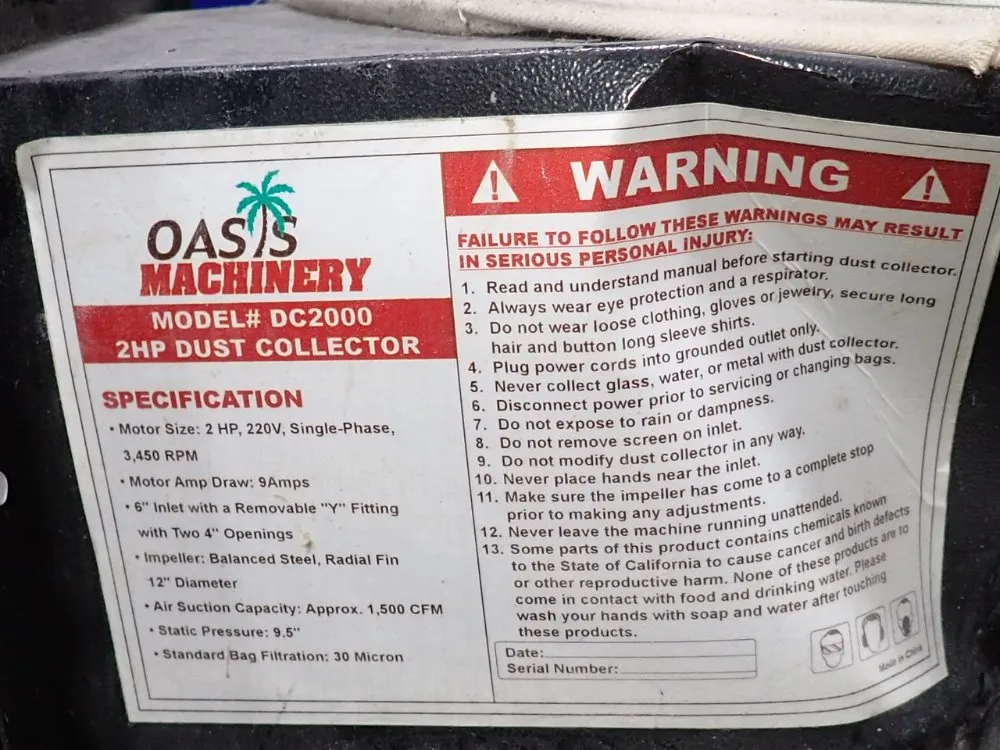 OASIS
MACHINERY
MODEL# DC2000
2HP DUST COLLECTOR
SPECIFICATION
• Motor Size: 2 HP, 220V, Single-Phase,
3,450 RPM
• Motor Amp Draw: 9Amps
• 6" Inlet with a Removable "Y" Fitting
with Two 4" Openings
• Impeller: Balanced Steel, Radial Fin
12" Diameter
• Air Suction Capacity: Approx. 1,500 CFM
• Static Pressure: 9.5"
• Standard Bag Filtration: 30 Micron
WARNING
FAILURE TO FOLLOW THESE WARNINGS MAY RESULT
IN SERIOUS PERSONAL INJURY:
1. Read and understand manual before starting dust collector.
2. Always wear eye protection and a respirator.
3. Do not wear loose clothing, gloves or jewelry, secure long
hair and button long sleeve shirts.
4. Plug power cords into grounded outlet only.
5. Never collect glass, water, or metal with dust collector.
6. Disconnect power prior to servicing or changing bags.
7. Do not expose to rain or dampness.
8. Do not remove screen on inlet.
9. Do not modify dust collector in any way.
10. Never place hands near the inlet.
11. Make sure the impeller has come to a complete stop
prior to making any adjustments.
12. Never leave the machine running unattended.
13. Some parts of this product contains chemicals known
to the State of California to cause cancer and birth defects
or other reproductive harm. None of these products are to
come in contact with food and drinking water. Please
wash your hands with soap and water after touching
these products.
Date:
Serial Number:
Made in China